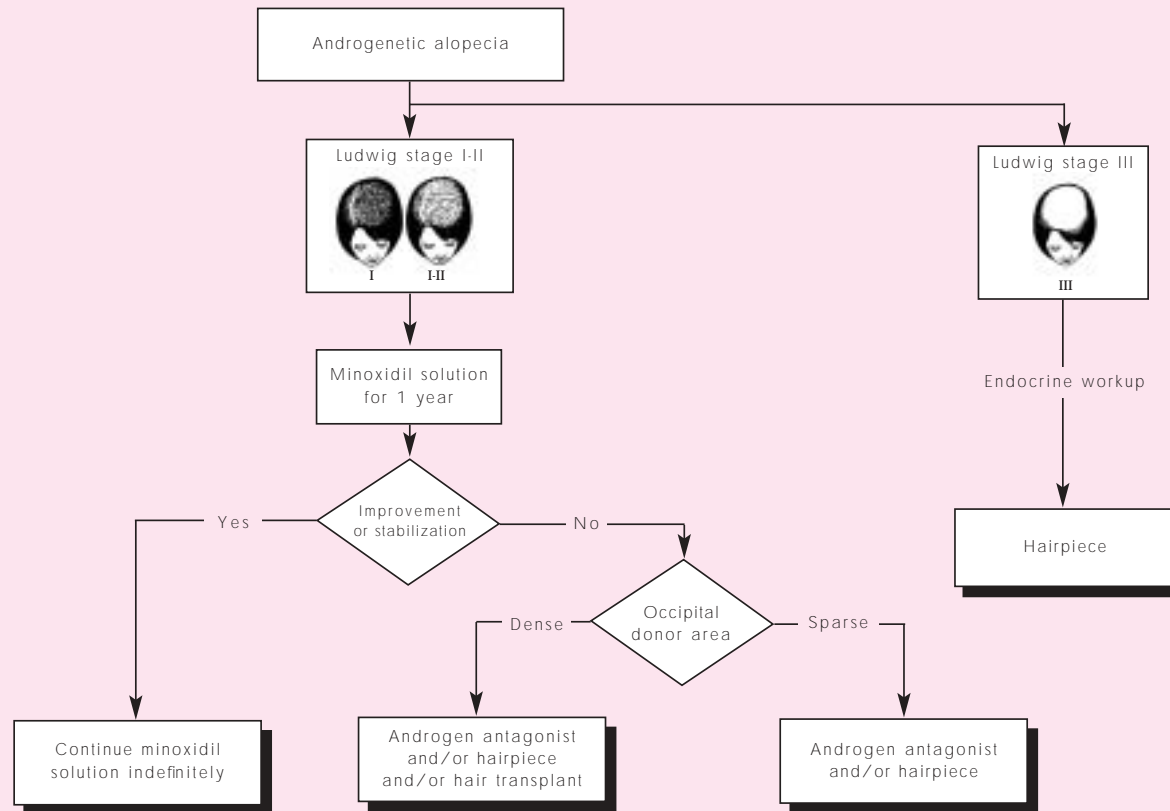 Androgenetic alopecia
Ludwig stage I-II
I
I-II
Ludwig stage III
III
Minoxidil solution
for 1 year
Endocrine workup
Improvement
or stabilization
Yes
No
Hairpiece
Occipital
donor area
Dense
Sparse
Continue minoxidil
solution indefinitely
Androgen antagonist
and/or hairpiece
and/or hair transplant
Androgen antagonist
and/or hairpiece